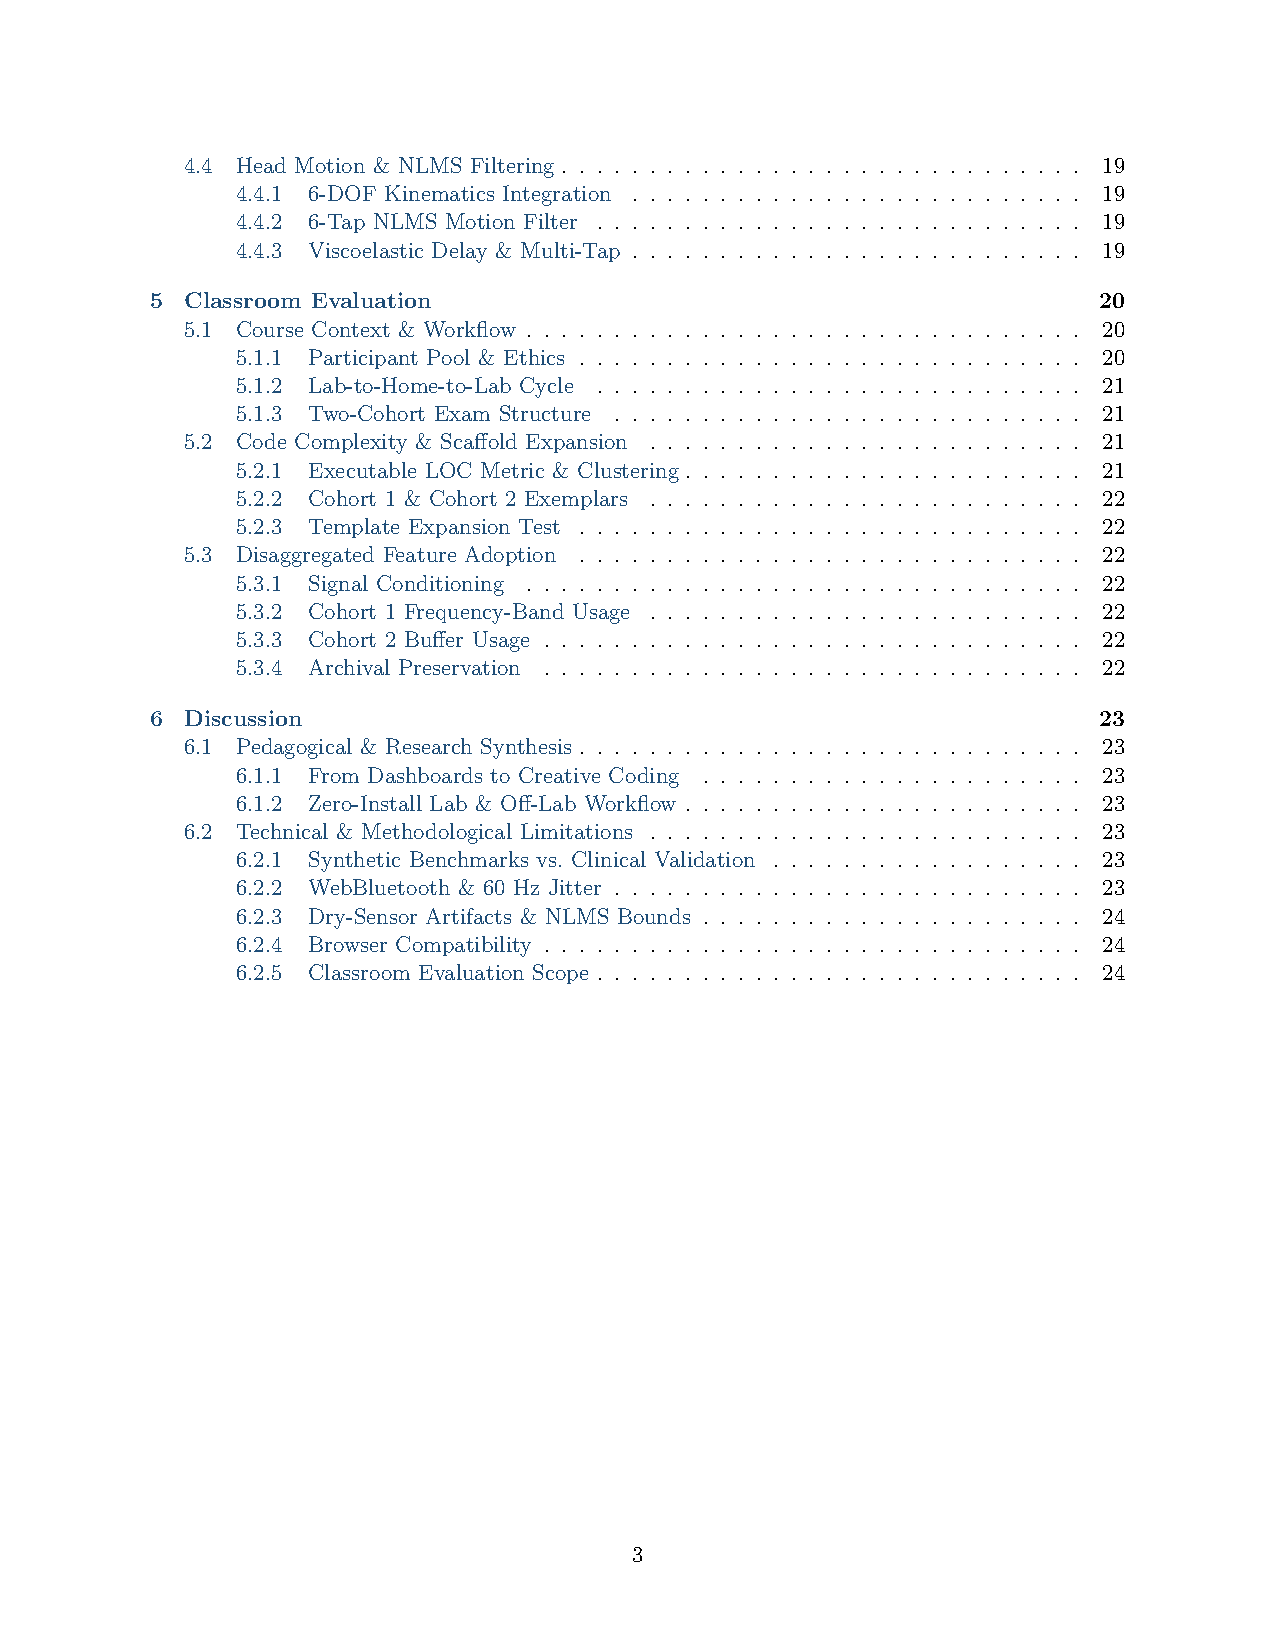 4.4 Head Motion & NLMS Filtering . . . . . . . . . . . . . . . . . . . . . . . . . . . . . . 19
4.4.1 6-DOF Kinematics Integration . . . . . . . . . . . . . . . . . . . . . . . . . . 19
4.4.2 6-Tap NLMS Motion Filter . . . . . . . . . . . . . . . . . . . . . . . . . . . . 19
4.4.3 Viscoelastic Delay & Multi-Tap . . . . . . . . . . . . . . . . . . . . . . . . . . 19
5 Classroom Evaluation 20
5.1 Course Context & Workflow . . . . . . . . . . . . . . . . . . . . . . . . . . . . . . . . 20
5.1.1 Participant Pool & Ethics . . . . . . . . . . . . . . . . . . . . . . . . . . . . . 20
5.1.2 Lab-to-Home-to-Lab Cycle . . . . . . . . . . . . . . . . . . . . . . . . . . . . 21
5.1.3 Two-Cohort Exam Structure . . . . . . . . . . . . . . . . . . . . . . . . . . . 21
5.2 Code Complexity & Scaffold Expansion . . . . . . . . . . . . . . . . . . . . . . . . . 21
5.2.1 Executable LOC Metric & Clustering . . . . . . . . . . . . . . . . . . . . . . . 21
5.2.2 Cohort 1 & Cohort 2 Exemplars . . . . . . . . . . . . . . . . . . . . . . . . . 22
5.2.3 Template Expansion Test . . . . . . . . . . . . . . . . . . . . . . . . . . . . . 22
5.3 Disaggregated Feature Adoption . . . . . . . . . . . . . . . . . . . . . . . . . . . . . 22
5.3.1 Signal Conditioning . . . . . . . . . . . . . . . . . . . . . . . . . . . . . . . . 22
5.3.2 Cohort 1 Frequency-Band Usage . . . . . . . . . . . . . . . . . . . . . . . . . 22
5.3.3 Cohort 2 Buffer Usage . . . . . . . . . . . . . . . . . . . . . . . . . . . . . . . 22
5.3.4 Archival Preservation . . . . . . . . . . . . . . . . . . . . . . . . . . . . . . . 22
6 Discussion 23
6.1 Pedagogical & Research Synthesis . . . . . . . . . . . . . . . . . . . . . . . . . . . . . 23
6.1.1 From Dashboards to Creative Coding . . . . . . . . . . . . . . . . . . . . . . 23
6.1.2 Zero-Install Lab & Off-Lab Workflow . . . . . . . . . . . . . . . . . . . . . . . 23
6.2 Technical & Methodological Limitations . . . . . . . . . . . . . . . . . . . . . . . . . 23
6.2.1 Synthetic Benchmarks vs. Clinical Validation . . . . . . . . . . . . . . . . . . 23
6.2.2 WebBluetooth & 60 Hz Jitter . . . . . . . . . . . . . . . . . . . . . . . . . . . 23
6.2.3 Dry-Sensor Artifacts & NLMS Bounds . . . . . . . . . . . . . . . . . . . . . . 24
6.2.4 Browser Compatibility . . . . . . . . . . . . . . . . . . . . . . . . . . . . . . . 24
6.2.5 Classroom Evaluation Scope . . . . . . . . . . . . . . . . . . . . . . . . . . . . 24
3